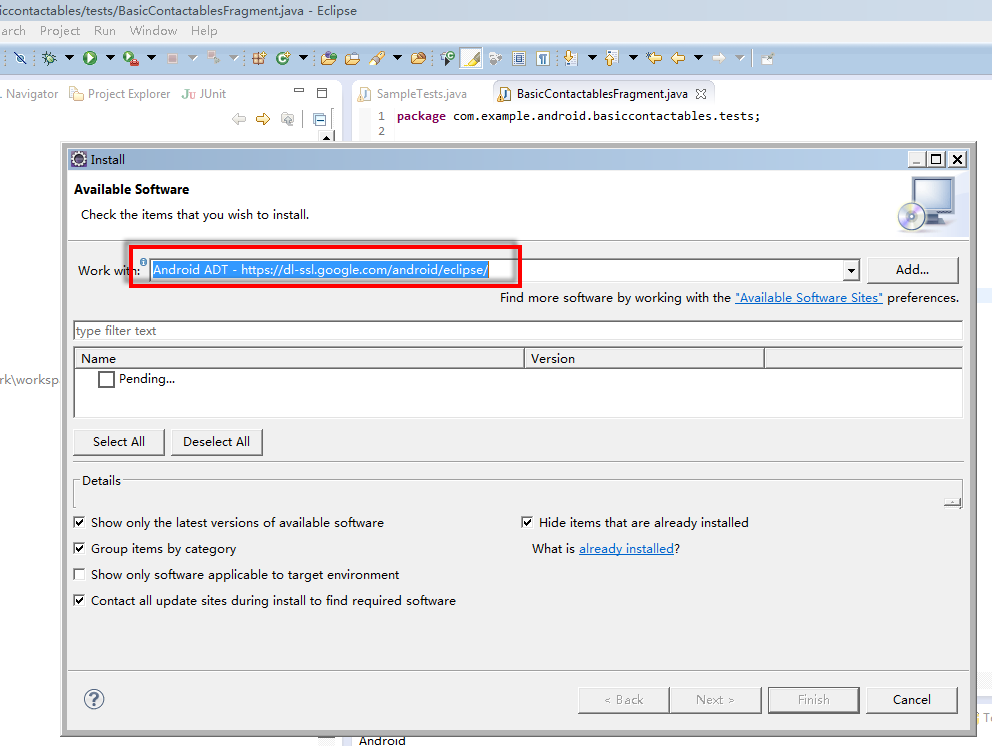 iccontactables/tests/BasicContactablesFragment.java - Eclipse
arch Project Run Window Help
Navigator Project Explorer JUnit
SampleTests.java BasicContactablesFragment.java
1 package com.example.android.basiccontactables.tests;
2
Install
Available Software
Check the items that you wish to install.
Work with: Android ADT - https://dl-ssl.google.com/android/eclipse/ Add...
Find more software by working with the "Available Software Sites" preferences.
type filter text
Name Version
rk\worksp
Pending...
Select All Deselect All
Details
Show only the latest versions of available software Hide items that are already installed
Group items by category What is already installed?
Show only software applicable to target environment
Contact all update sites during install to find required software
< Back Next > Finish Cancel
Android